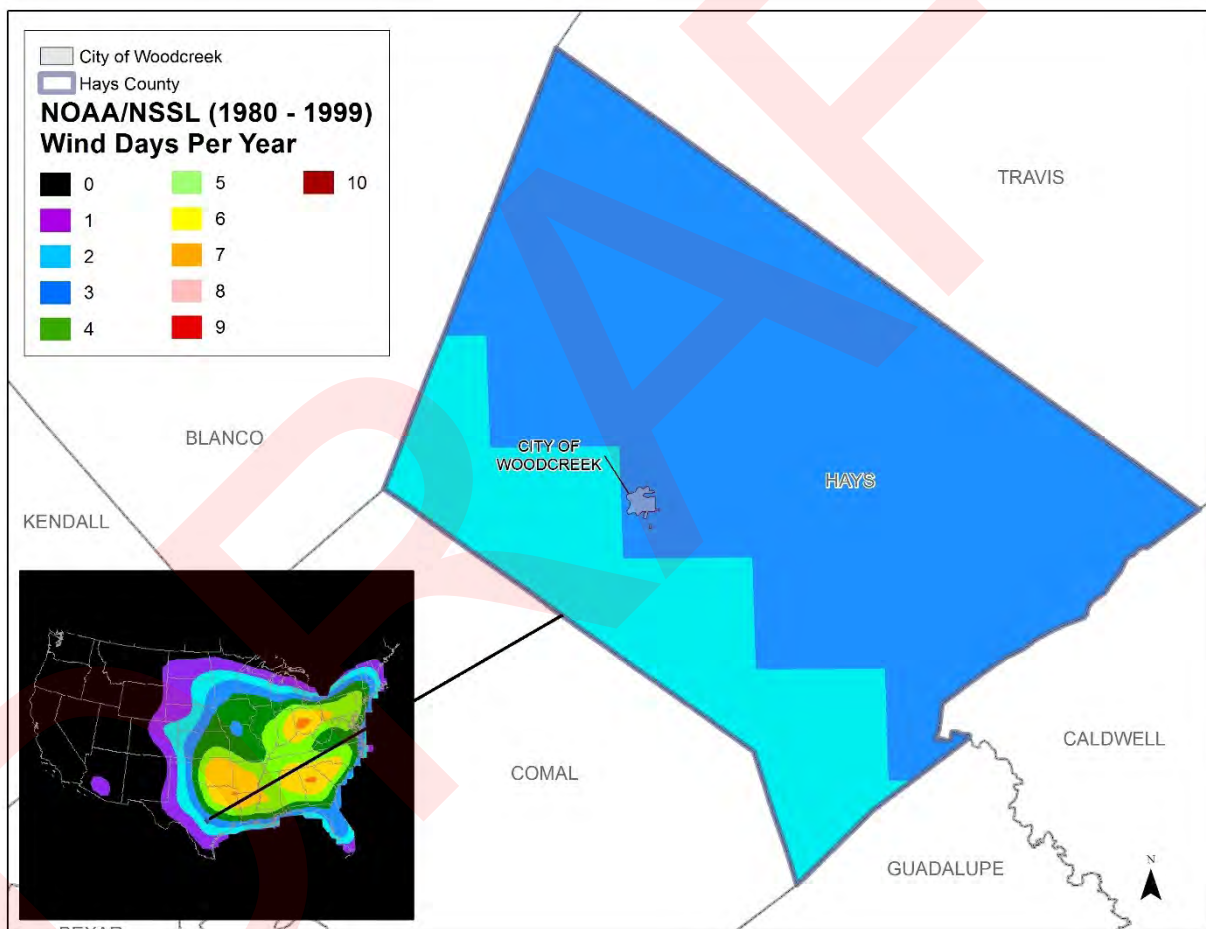 City of Woodcreek
Hays County
NOAA/NSSL (1980 - 1999)
Wind Days Per Year
0
1
2
3
4
5
6
7
8
9
10
TRAVIS
BLANCO
CITY OF
WOODCREEK
HAYS
KENDALL
CALDWELL
COMAL
GUADALUPE
N
BEXAR
DRAFT